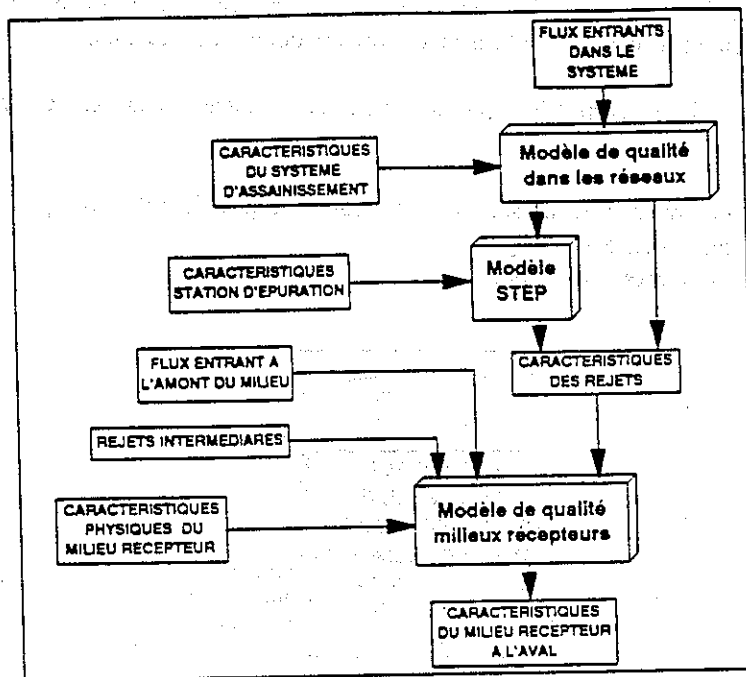 FLUX ENTRANTS
DANS LE
SYSTEME
CARACTERISTIQUES
DU SYSTEME
D'ASSAINISSEMENT
Modèle de qualité
dans les réseaux
CARACTERISTIQUES
STATION D'EPURATION
Modèle
STEP
FLUX ENTRANT A
L'AMONT DU MILIEU
CARACTERISTIQUES
DES REJETS
REJETS INTERMEDIARES
CARACTERISTIQUES
PHYSIQUES DU
MILIEU RECEPTEUR
Modèle de qualité
milieux récepteurs
CARACTERISTIQUES
DU MILIEU RECEPTEUR
A L'AVAL